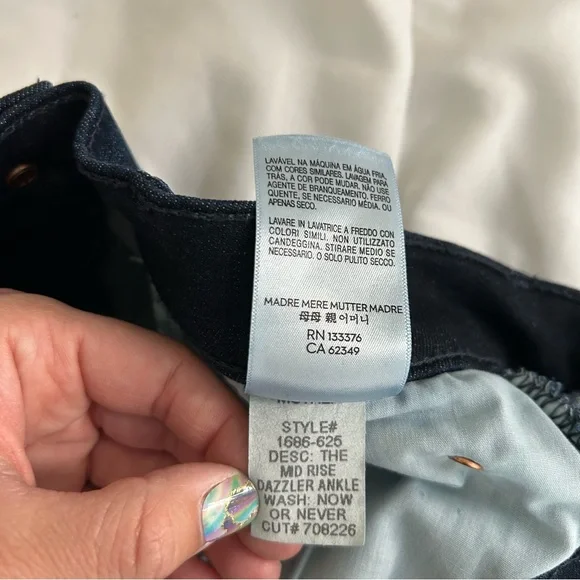 LAVÁVEL NA MÁQUINA EM ÁGUA FRIA,
COM CORES SIMILARES. LAVAGEM PARA
TRÁS, A COR PODE MUDAR. NÃO USE
AGENTE DE BRANQUEAMENTO. FERRO
QUENTE, SE NECESSÁRIO MÉDIA. OU
APENAS SECO.
LAVARE IN LAVATRICE A FREDDO CON
COLORI SIMILI. NON UTILIZZATO
CANDEGGINA. STIRARE MEDIO SE
NECESSARIO. O SOLO PULITO SECCO.
MADRE MERE MUTTER MADRE
母母 親 어머니
RN 133376
CA 62349
STYLE#
1686-625
DESC: THE
MID RISE
DAZZLER ANKLE
WASH: NOW
OR NEVER
CUT# 708226